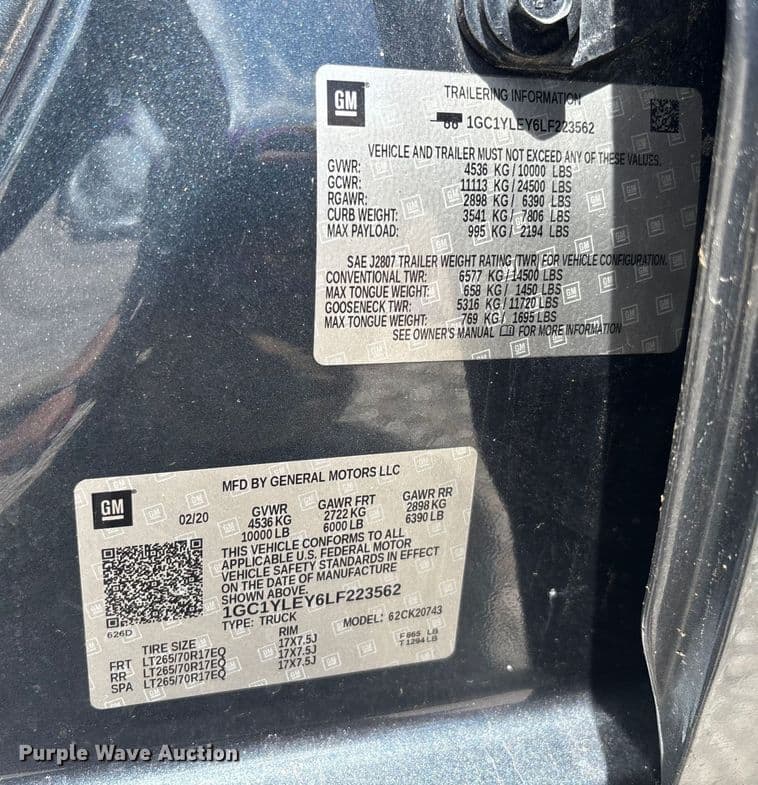 GM
TRAILERING INFORMATION
1GC1YLEY6LF223562
VEHICLE AND TRAILER MUST NOT EXCEED ANY OF THESE VALUES.
GVWR: 4536 KG/10000 LBS
GCWR: 11113 KG/24500 LBS
RGAWR: 2898 KG/ 6390 LBS
CURB WEIGHT: 3541 KG/ 7806 LBS
MAX PAYLOAD: 995 KG/ 2194 LBS
SAE J2807 TRAILER WEIGHT RATING (TWR) FOR VEHICLE CONFIGURATION.
CONVENTIONAL TWR: 6577 KG/14500 LBS
MAX TONGUE WEIGHT: 658 KG/ 1450 LBS
GOOSENECK TWR: 5316 KG/11720 LBS
MAX TONGUE WEIGHT: 769 KG/ 1695 LBS
SEE OWNER'S MANUAL FOR MORE INFORMATION
GM
MFD BY GENERAL MOTORS LLC
02/20
GVWR GAWR FRT GAWR RR
4536 KG 2722 KG 2898 KG
10000 LB 6000 LB 6390 LB
THIS VEHICLE CONFORMS TO ALL
APPLICABLE U.S. FEDERAL MOTOR
VEHICLE SAFETY STANDARDS IN EFFECT
ON THE DATE OF MANUFACTURE
1GC1YLEY6LF223562
TYPE: TRUCK MODEL: 62CK20743
626D
TIRE SIZE RIM
FRT LT265/70R17EQ 17X7.5J F865 LB
RR LT265/70R17EQ 17X7.5J T1294 LB
SPA LT265/70R17EQ 17X7.5J
Purple Wave Auction